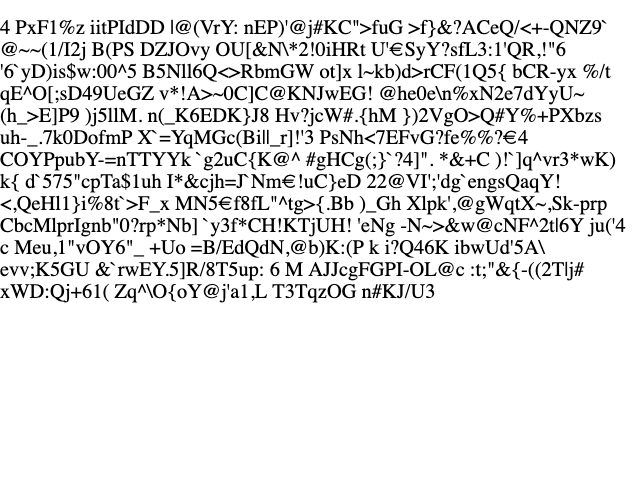 4 PxF1%z iitPIdDD |@(VrY: nEP)'@j#KC">fuG >f}&?ACeQ/<+-QNZ9`
@~~(1/I2j B(PS DZJOvy OU[&N\*2!0iHRt U'€SyY?sfL3:1'QR,!"6
'6`yD)is$w:00^5 B5Nll6Q<>RbmGW ot]x l~kb)d>rCF(1Q5{ bCR-yx %/t
qE^O[;sD49UeGZ v*!A>~0C]C@KNJwEG! @he0e\n%xN2e7dYyU~
(h_>E]P9 )j5llM. n(_K6EDK}J8 Hv?jcW#.{hM })2VgO>Q#Y%+PXbzs
uh-_.7k0DofmP X`=YqMGc(Bi||_r]!'3 PsNh<7EFvG?fe%%?€4
COYPpubY-=nTTYYk `g2uC{K@^ #gHCg(;}`?4]". *&+C )!`]q^vr3*wK)
k{ d`575"cpTa$1uh I*&cjh=J`Nm€!uC}eD 22@VI';'dg`engsQaqY!
<,QeHl1}i%8t`>F_x MN5€f8fL"^tg>{.Bb )_Gh Xlpk',@gWqtX~,Sk-prp
CbcMlprIgnb"0?rp*Nb] `y3f*CH!KTjUH! 'eNg -N~>&w@cNF^2t|6Y ju('4
c Meu,1"vOY6"_ +Uo =B/EdQdN,@b)K:(P k i?Q46K ibwUd'5A\
evv;K5GU &`rwEY.5]R/8T5up: 6 M AJJcgFGPI-OL@c :t;"&{-((2T|j#
xWD:Qj+61( Zq^\O{oY@j'a1,L T3TqzOG n#KJ/U3